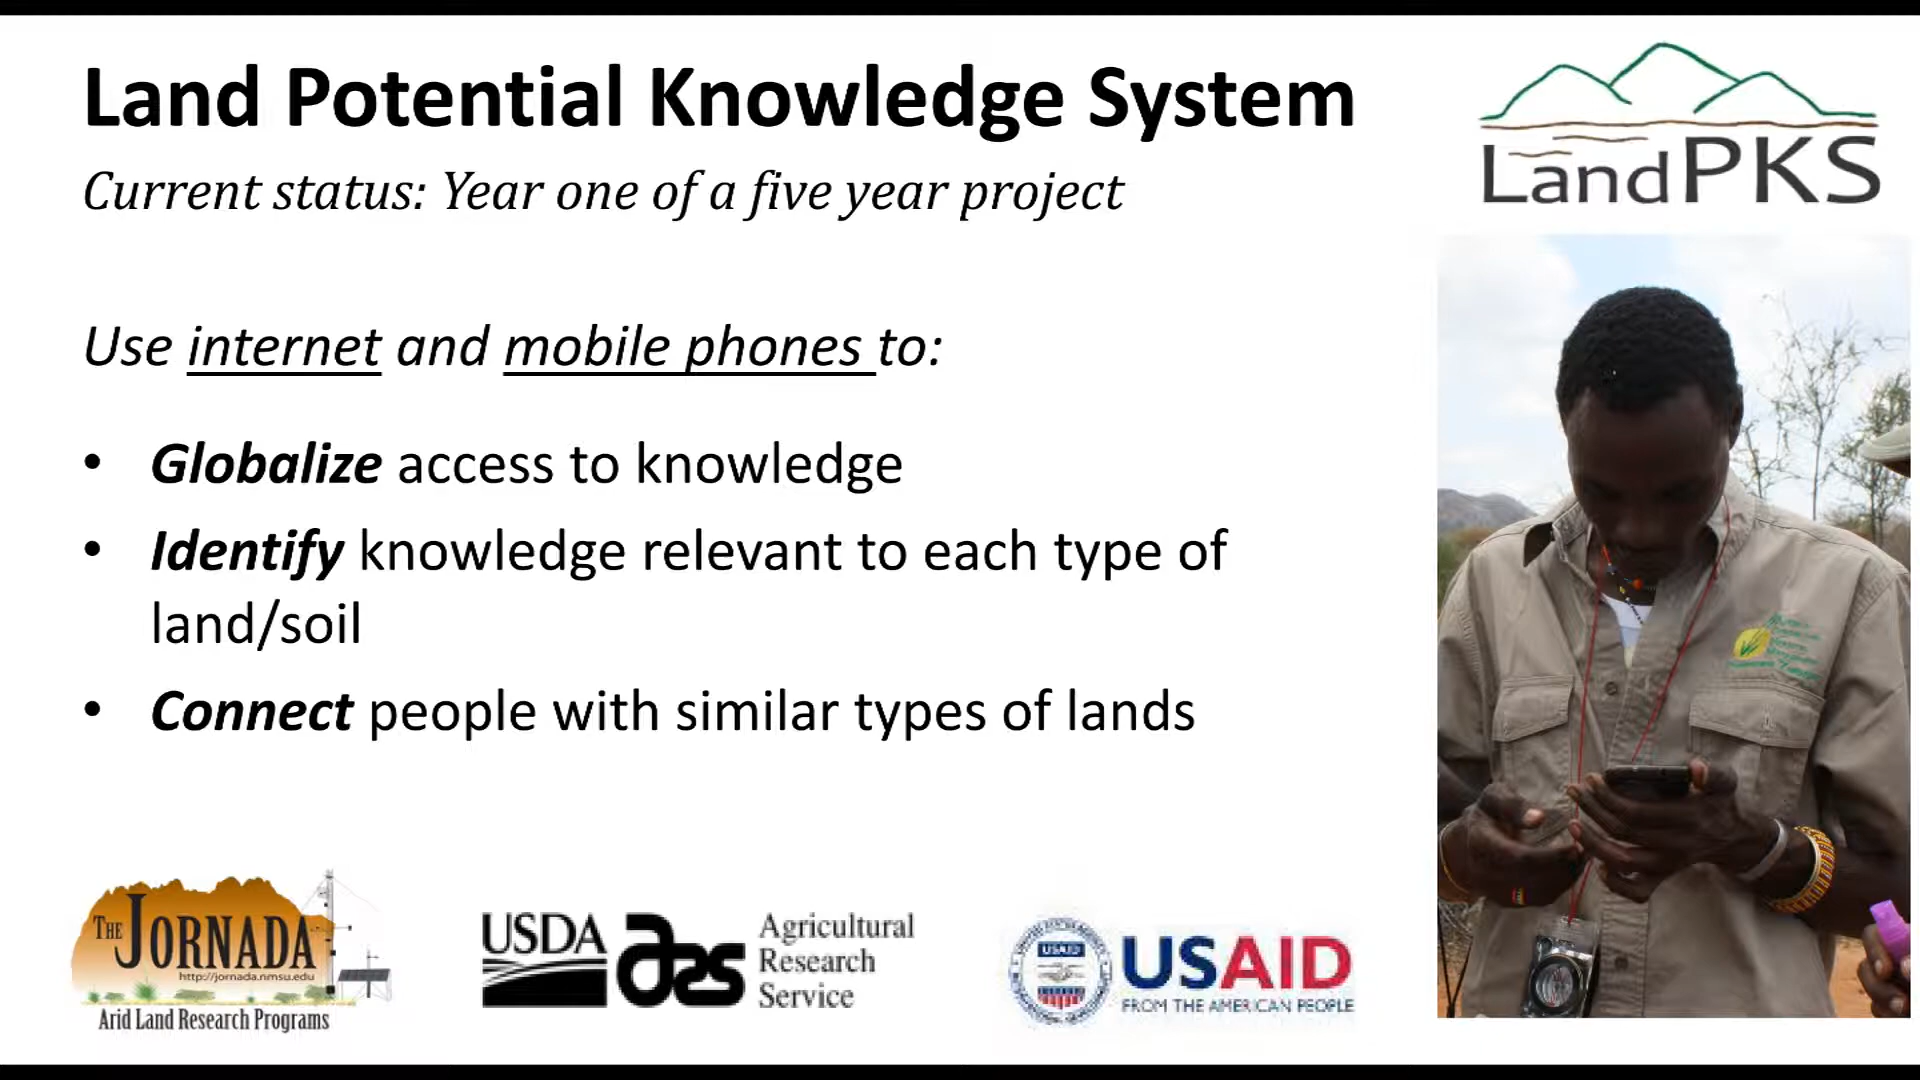 Land Potential Knowledge System
Current status: Year one of a five year project
LandPKS
Use internet and mobile phones to:
• Globalize access to knowledge
• Identify knowledge relevant to each type of
land/soil
• Connect people with similar types of lands
THE JORNADA
http://jornada.nmsu.edu
Arid Land Research Programs
USDA
ars
Agricultural
Research
Service
USAID
USAID
FROM THE AMERICAN PEOPLE